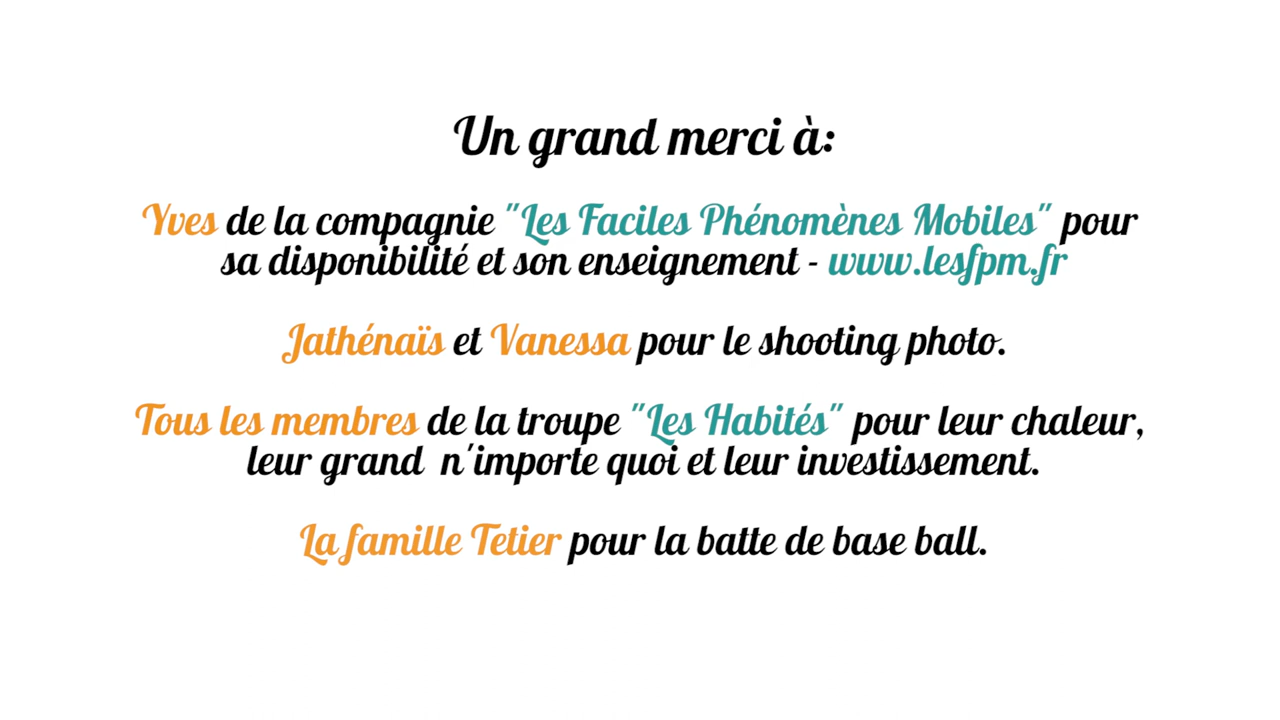 Un grand merci à:
Yves de la compagnie "Les Faciles Phénomènes Mobiles" pour
sa disponibilité et son enseignement - www.lesfpm.fr
Jathénaïs et Vanessa pour le shooting photo.
Tous les membres de la troupe "Les Habités" pour leur chaleur,
leur grand  n'importe quoi et leur investissement.
La famille Tetier pour la batte de base ball.